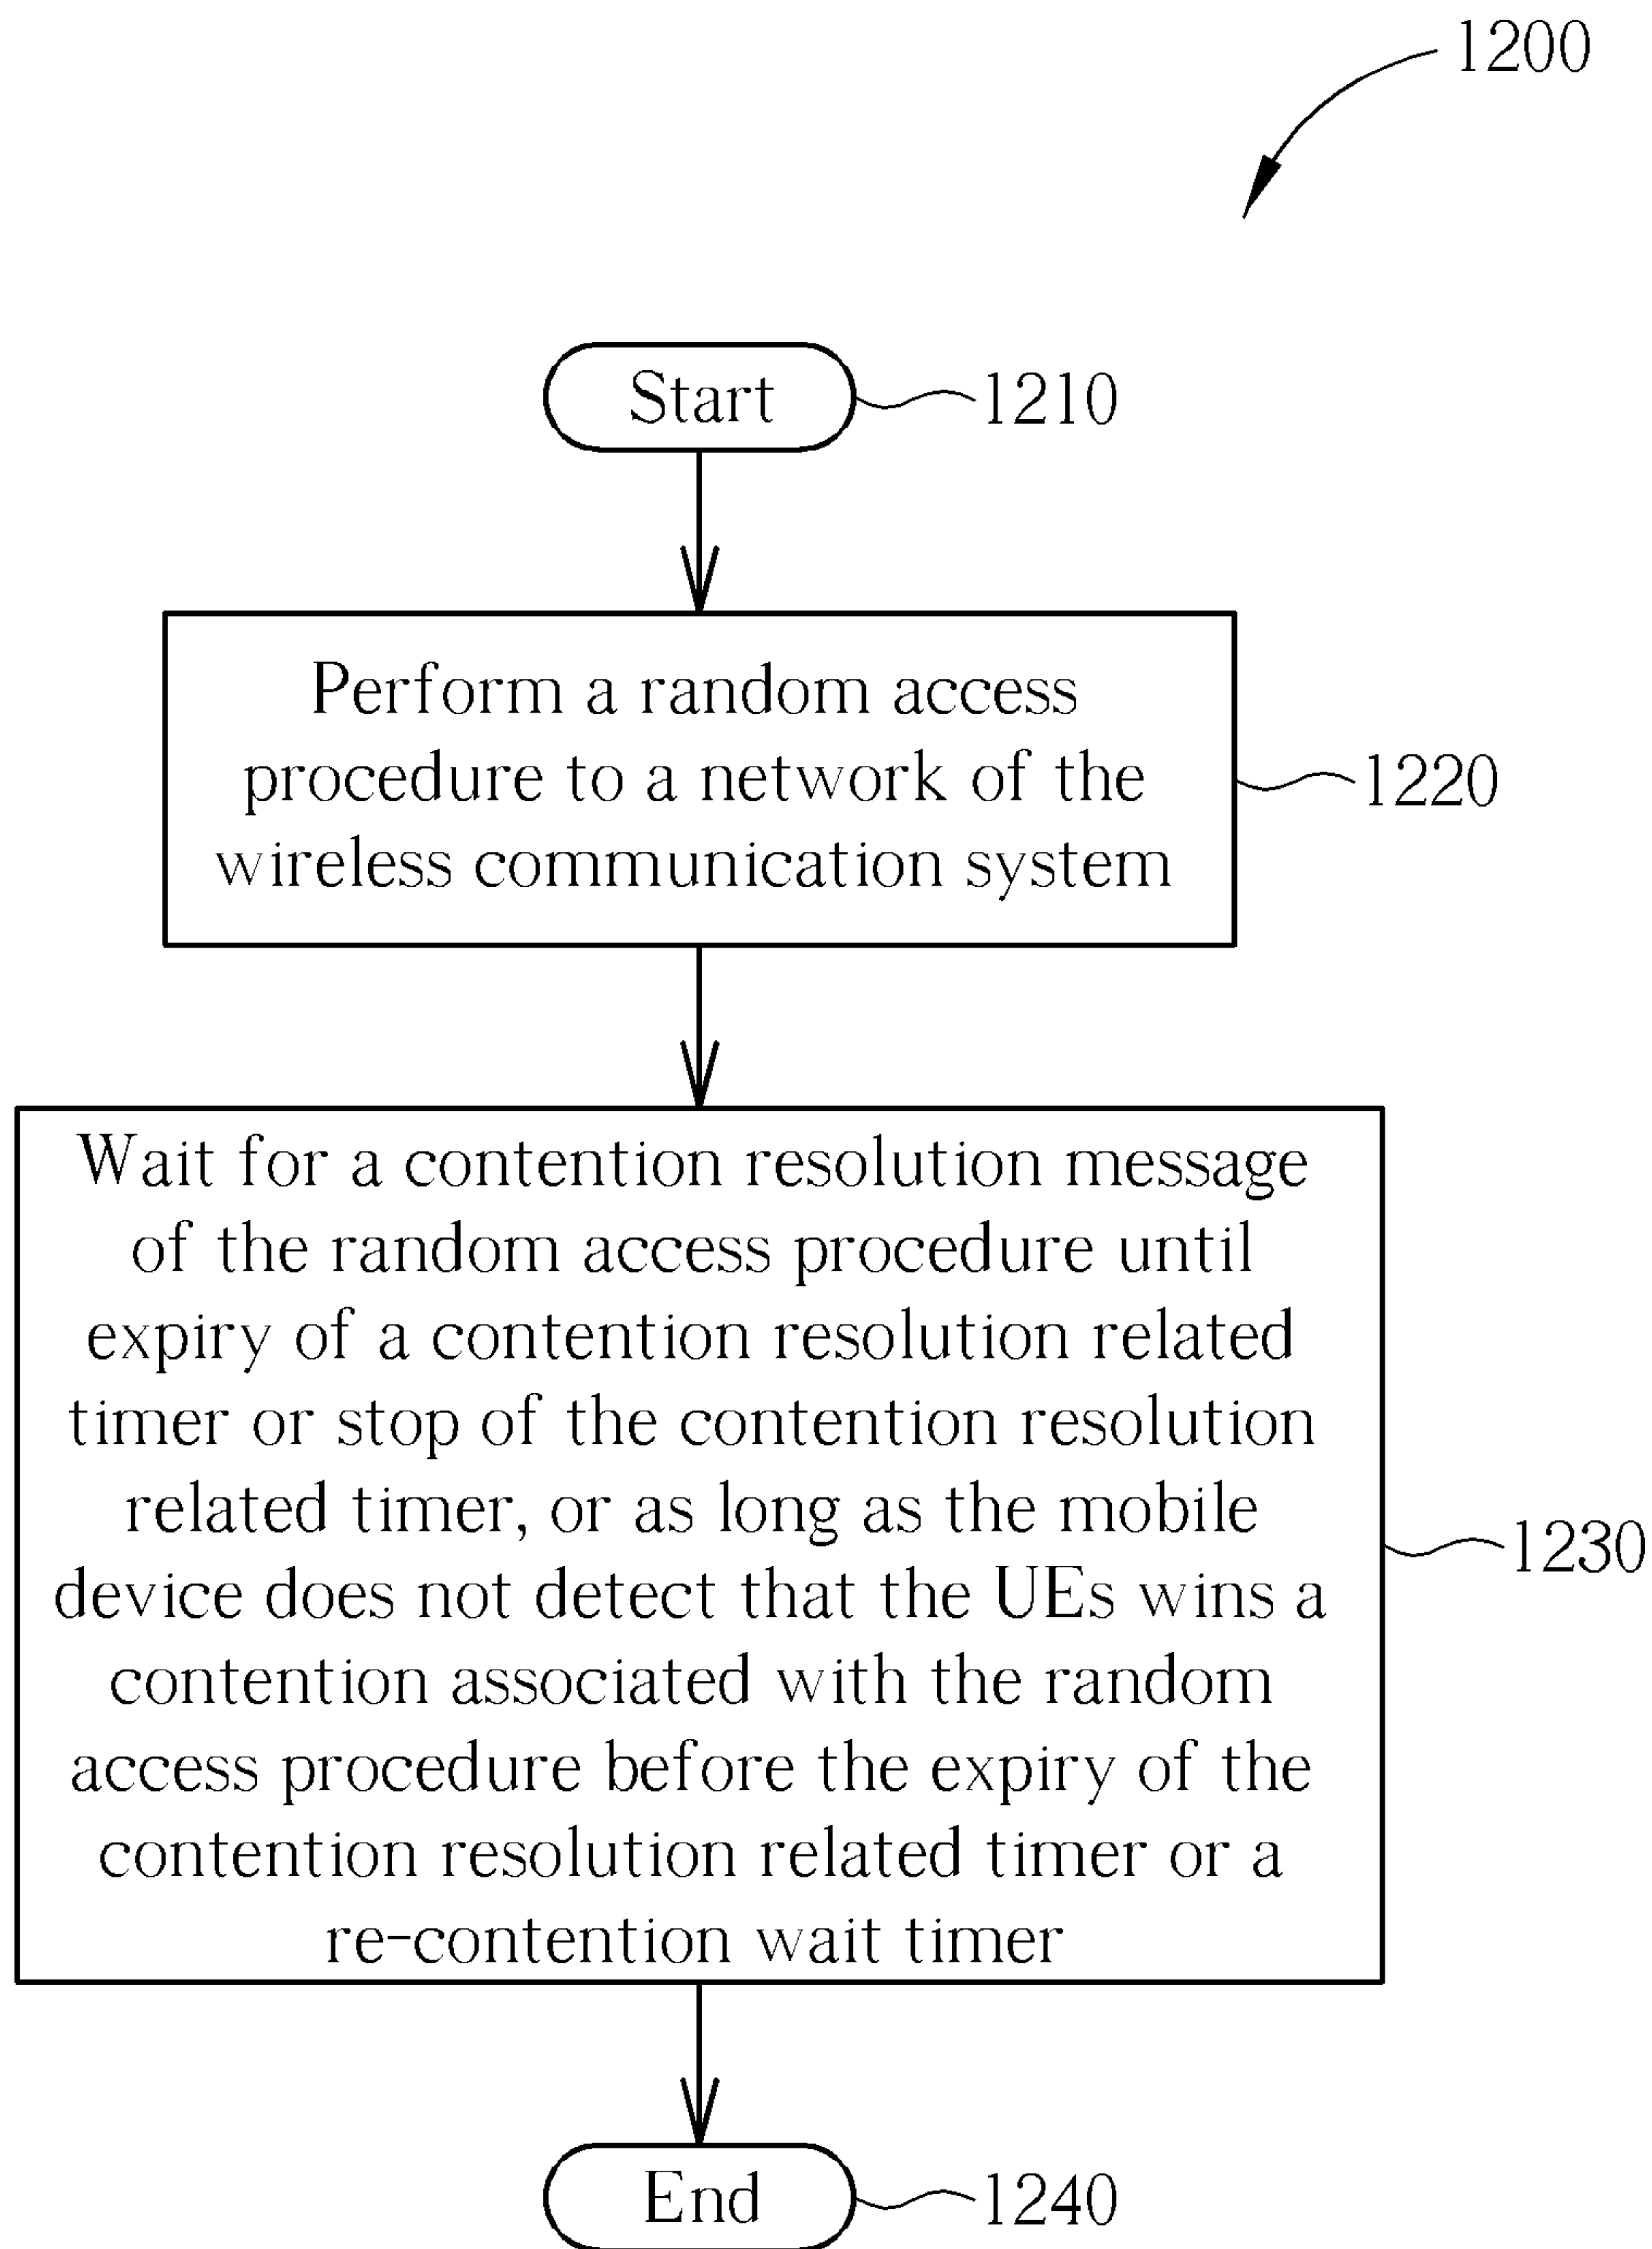 1200
Start
1210
Perform a random access
procedure to a network of the
wireless communication system
1220
Wait for a contention resolution message
of the random access procedure until
expiry of a contention resolution related
timer or stop of the contention resolution
related timer, or as long as the mobile
device does not detect that the UEs wins a
contention associated with the random
access procedure before the expiry of the
contention resolution related timer or a
re-contention wait timer
1230
End
1240